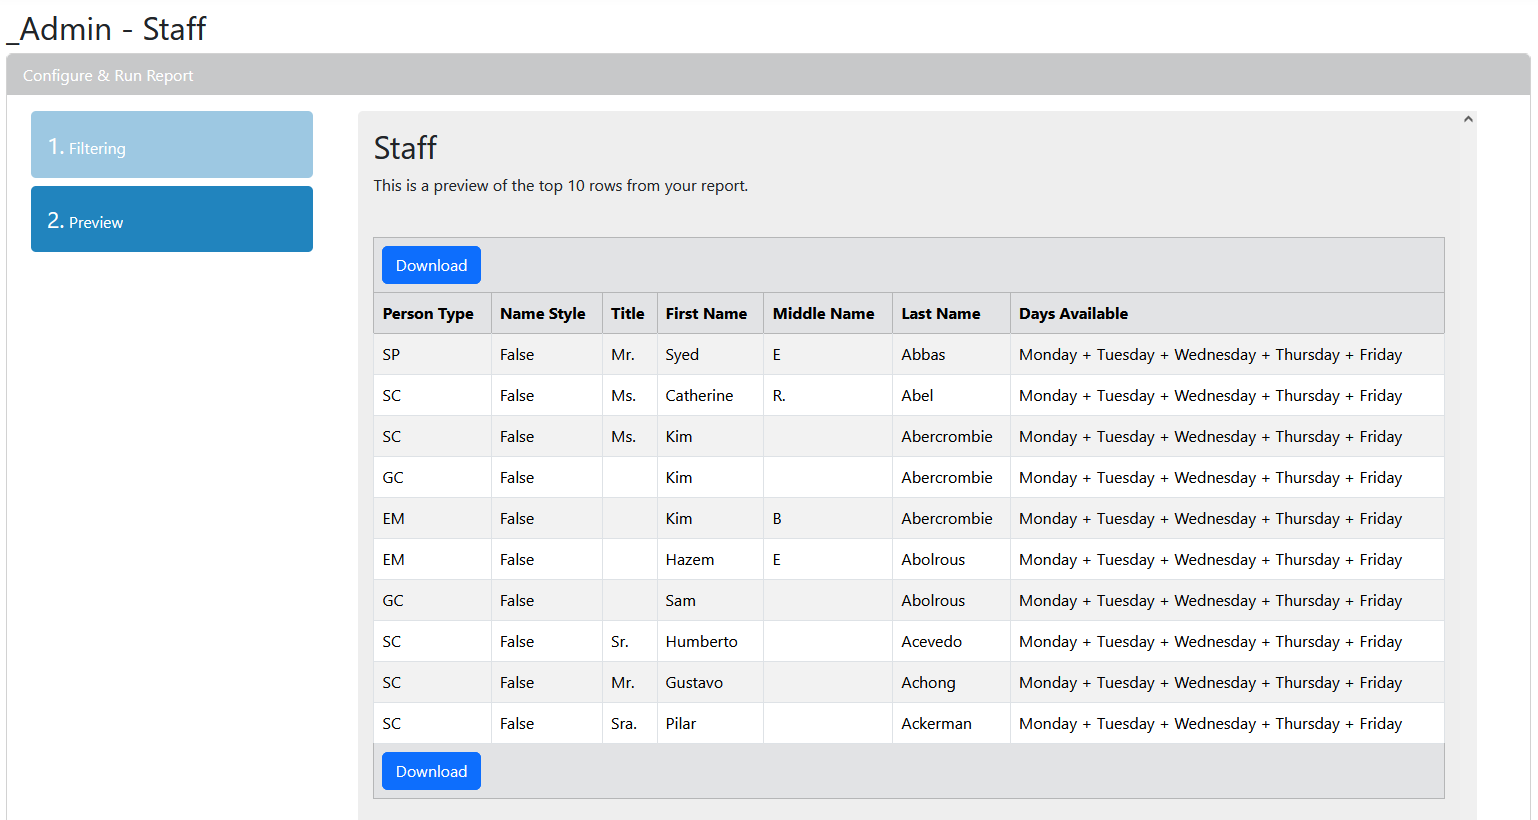 _Admin - Staff
Configure & Run Report
1. Filtering
2. Preview
Staff
This is a preview of the top 10 rows from your report.
Download
Person Type Name Style Title First Name Middle Name Last Name Days Available
SP False Mr. Syed E Abbas Monday + Tuesday + Wednesday + Thursday + Friday
SC False Ms. Catherine R. Abel Monday + Tuesday + Wednesday + Thursday + Friday
SC False Ms. Kim Abercrombie Monday + Tuesday + Wednesday + Thursday + Friday
GC False Kim Abercrombie Monday + Tuesday + Wednesday + Thursday + Friday
EM False Kim B Abercrombie Monday + Tuesday + Wednesday + Thursday + Friday
EM False Hazem E Abolrous Monday + Tuesday + Wednesday + Thursday + Friday
GC False Sam Abolrous Monday + Tuesday + Wednesday + Thursday + Friday
SC False Sr. Humberto Acevedo Monday + Tuesday + Wednesday + Thursday + Friday
SC False Mr. Gustavo Achong Monday + Tuesday + Wednesday + Thursday + Friday
SC False Sra. Pilar Ackerman Monday + Tuesday + Wednesday + Thursday + Friday
Download